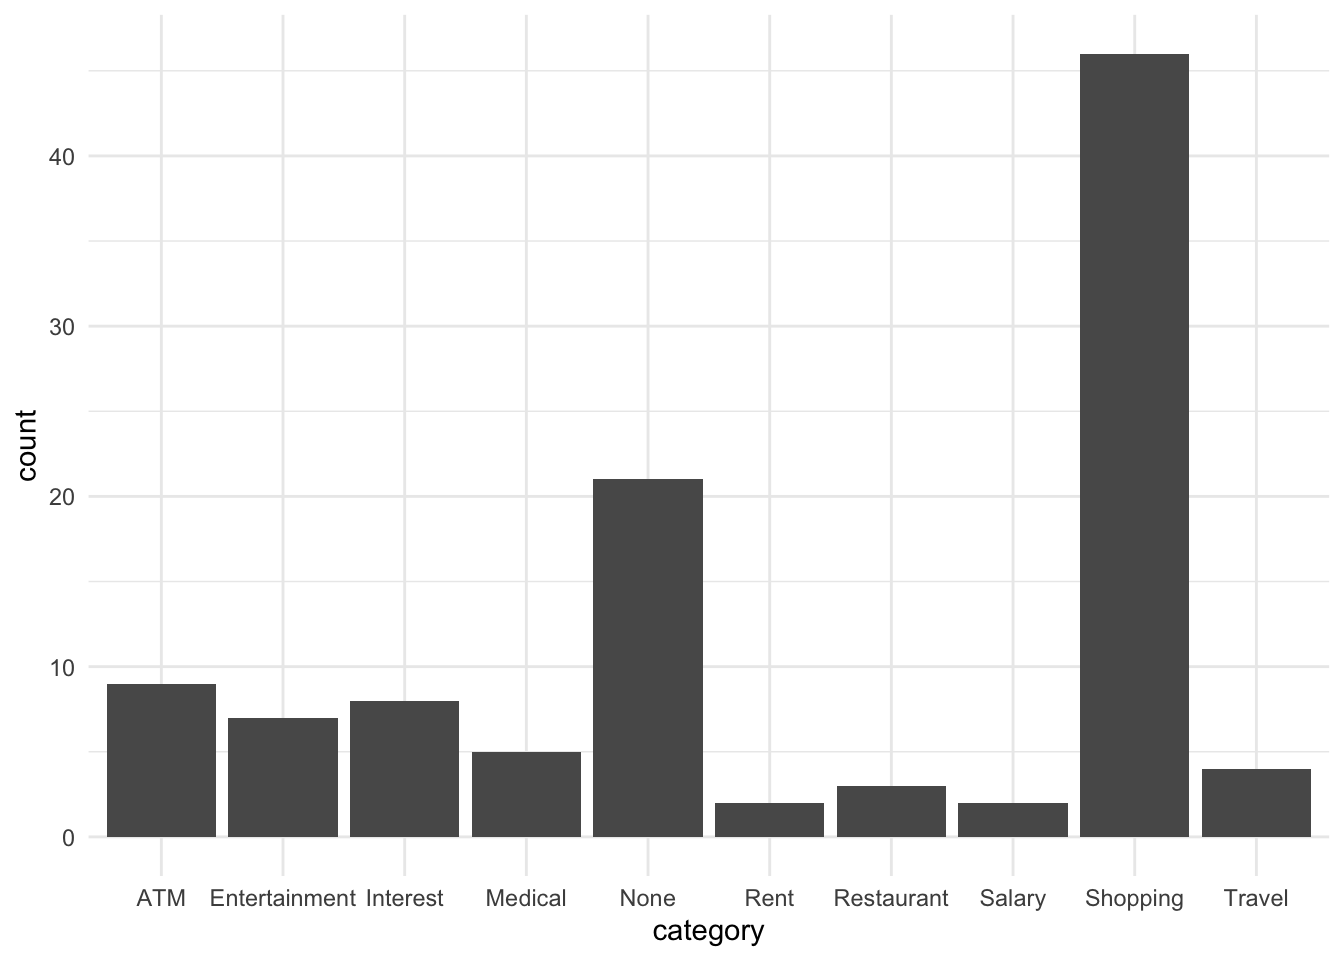 count
40
30
20
10
0
ATM Entertainment Interest Medical None Rent Restaurant Salary Shopping Travel
category